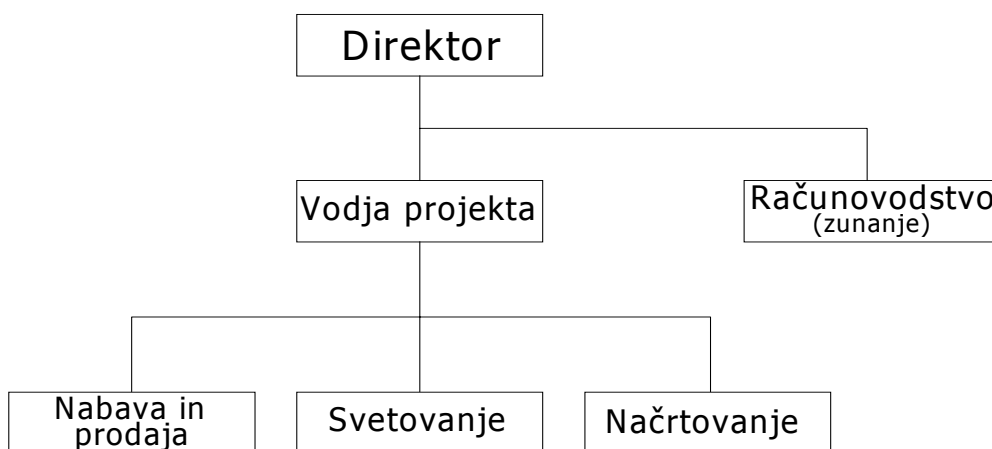 Direktor
Vodja projekta
Računovodstvo
(zunanje)
Nabava in
prodaja
Svetovanje
Načrtovanje